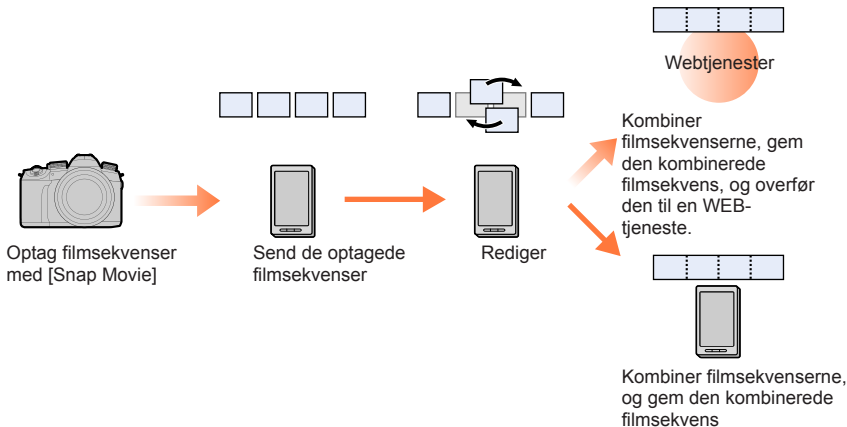 Optag filmsekvenser
med [Snap Movie]
Send de optagede
filmsekvenser
Rediger
Webtjenester
Kombiner
filmsekvenserne, gem
den kombinerede
filmsekvens, og overfør
den til en WEB-
tjeneste.
Kombiner filmsekvenserne,
og gem den kombinerede
filmsekvens